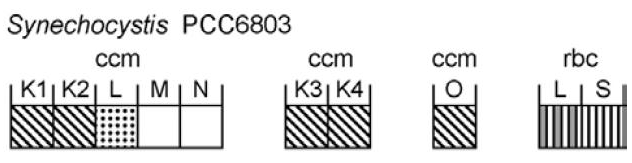 Synechocystis PCC6803
ccm ccm ccm rbc
K1 K2 L M N K3 K4 O L S